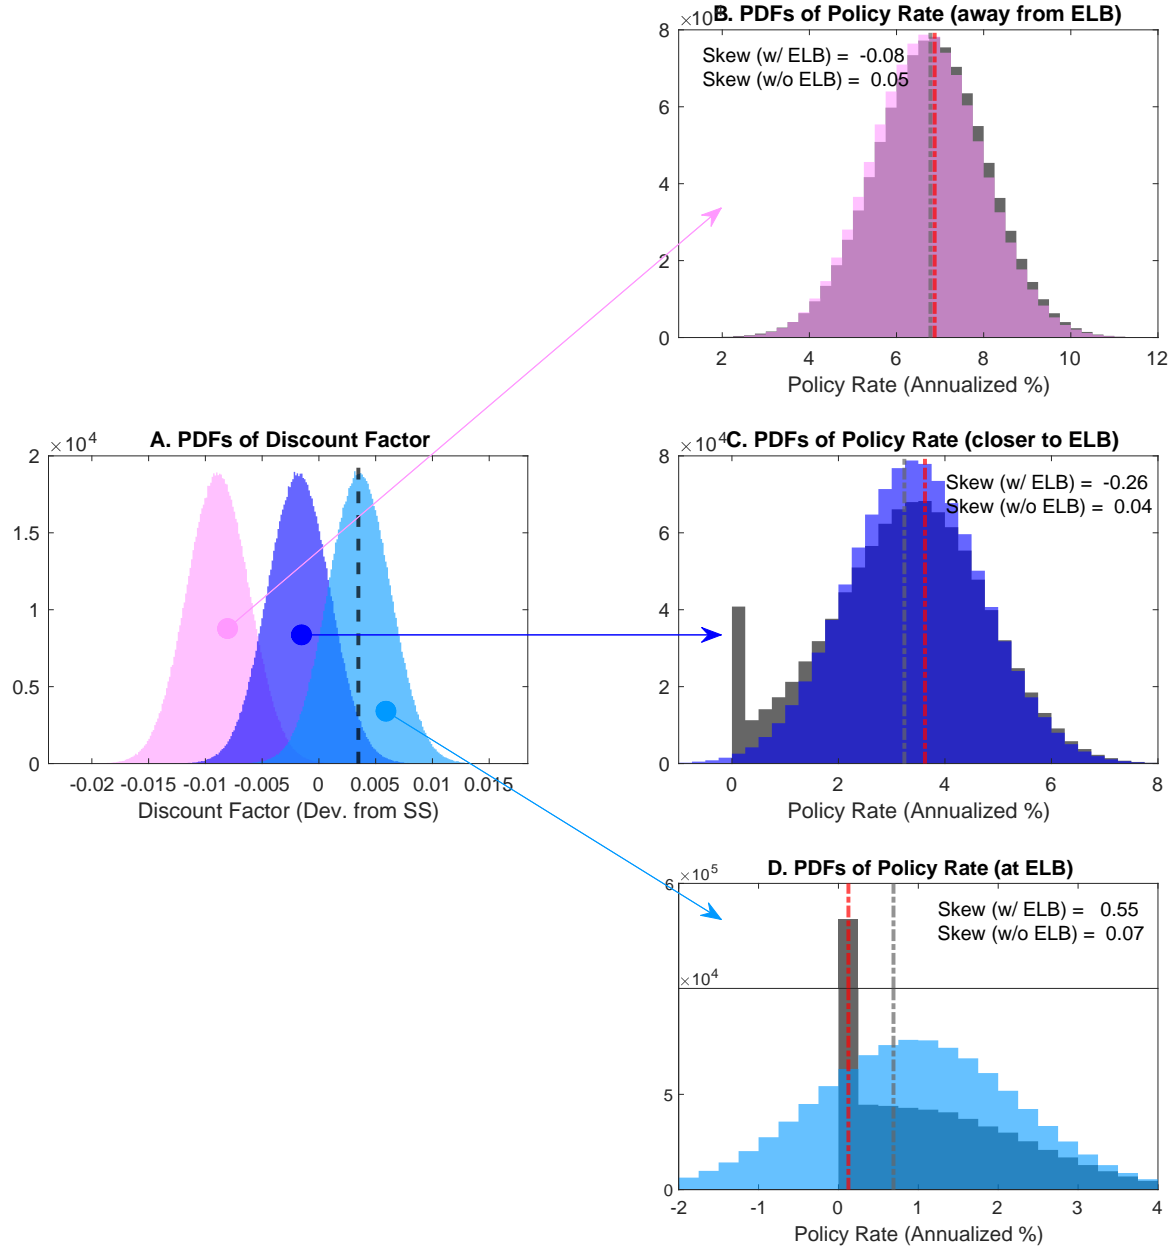 ×10⁴
B. PDFs of Policy Rate (away from ELB)
8
Skew (w/ ELB) = -0.08
Skew (w/o ELB) = 0.05
6
4
2
0
2 4 6 8 10 12
Policy Rate (Annualized %)
A. PDFs of Discount Factor
×10⁴
2
1.5
1
0.5
0
-0.02 -0.015 -0.01 -0.005 0 0.005 0.01 0.015
Discount Factor (Dev. from SS)
×10⁴
C. PDFs of Policy Rate (closer to ELB)
8
Skew (w/ ELB) = -0.26
Skew (w/o ELB) = 0.04
6
4
2
0
0 2 4 6 8
Policy Rate (Annualized %)
D. PDFs of Policy Rate (at ELB)
×10⁵
6
Skew (w/ ELB) = 0.55
Skew (w/o ELB) = 0.07
×10⁴
5
0
-2 -1 0 1 2 3 4
Policy Rate (Annualized %)